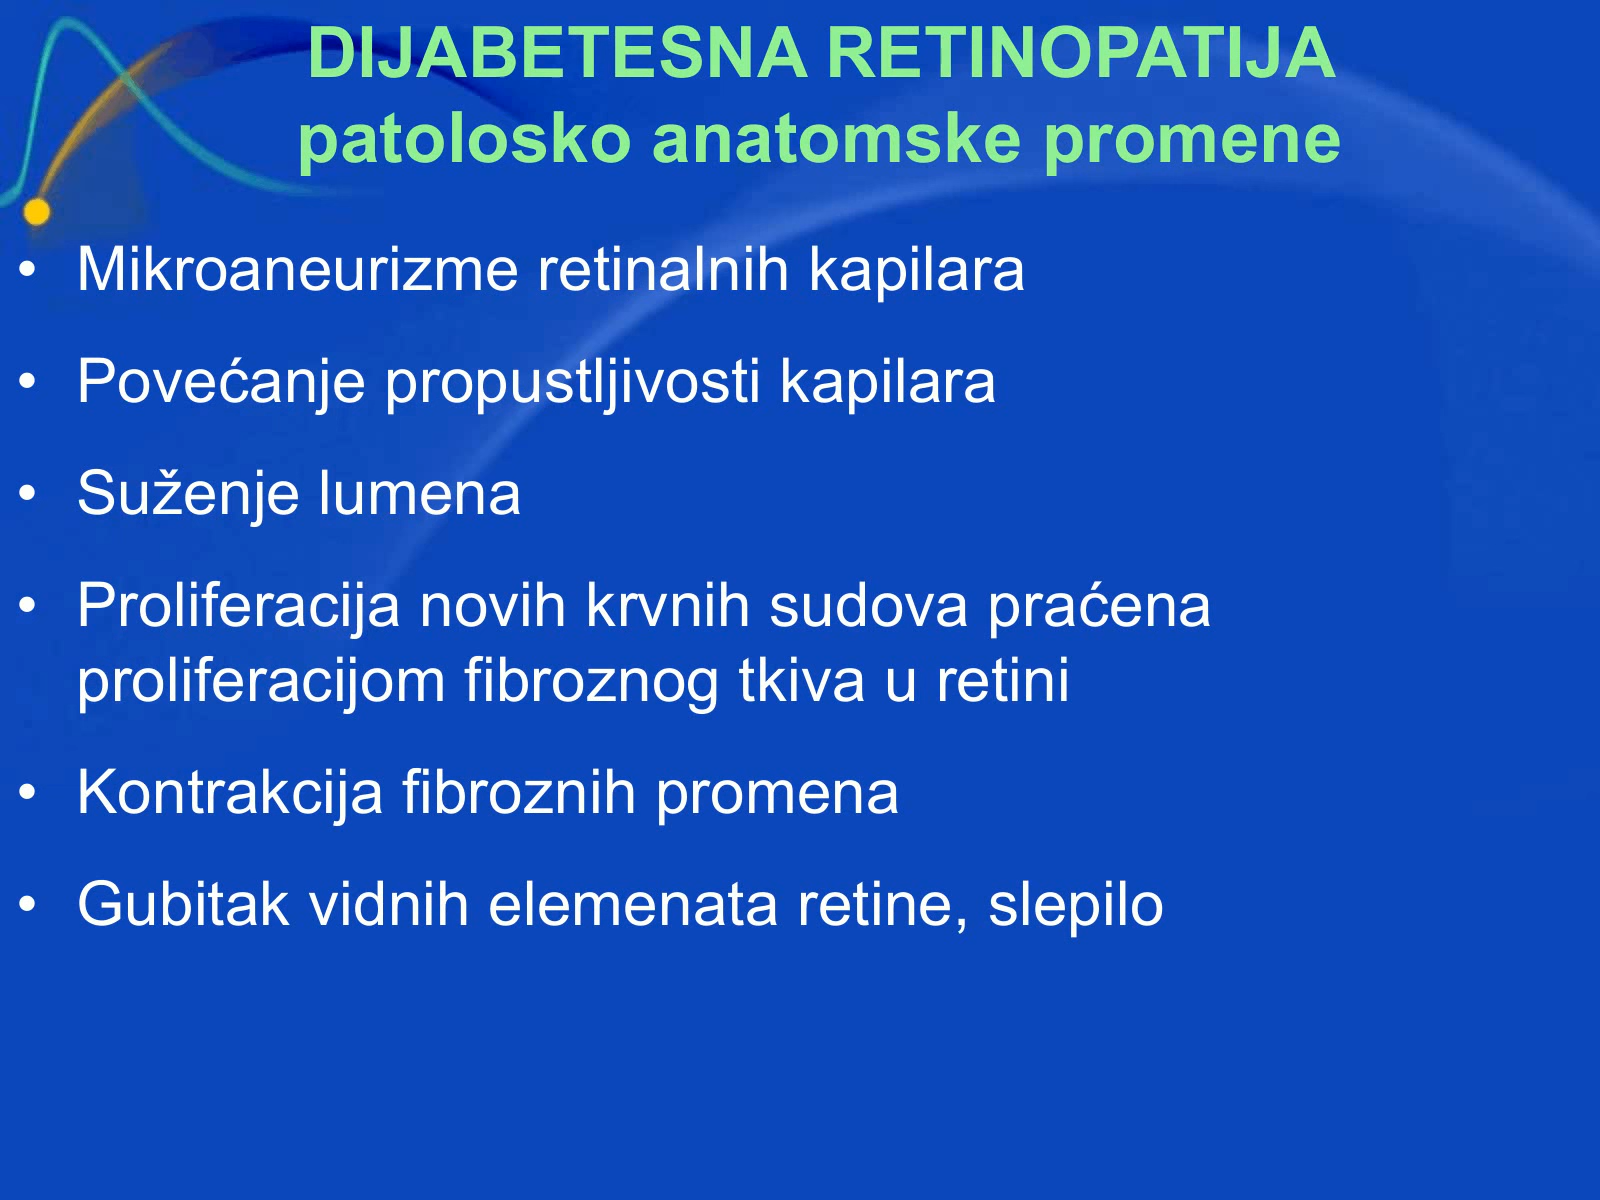 DIJABETESNA RETINOPATIJA
patolosko anatomske promene
• Mikroaneurizme retinalnih kapilara
• Povećanje propustljivosti kapilara
• Suženje lumena
• Proliferacija novih krvnih sudova praćena
proliferacijom fibroznog tkiva u retini
• Kontrakcija fibroznih promena
• Gubitak vidnih elemenata retine, slepilo